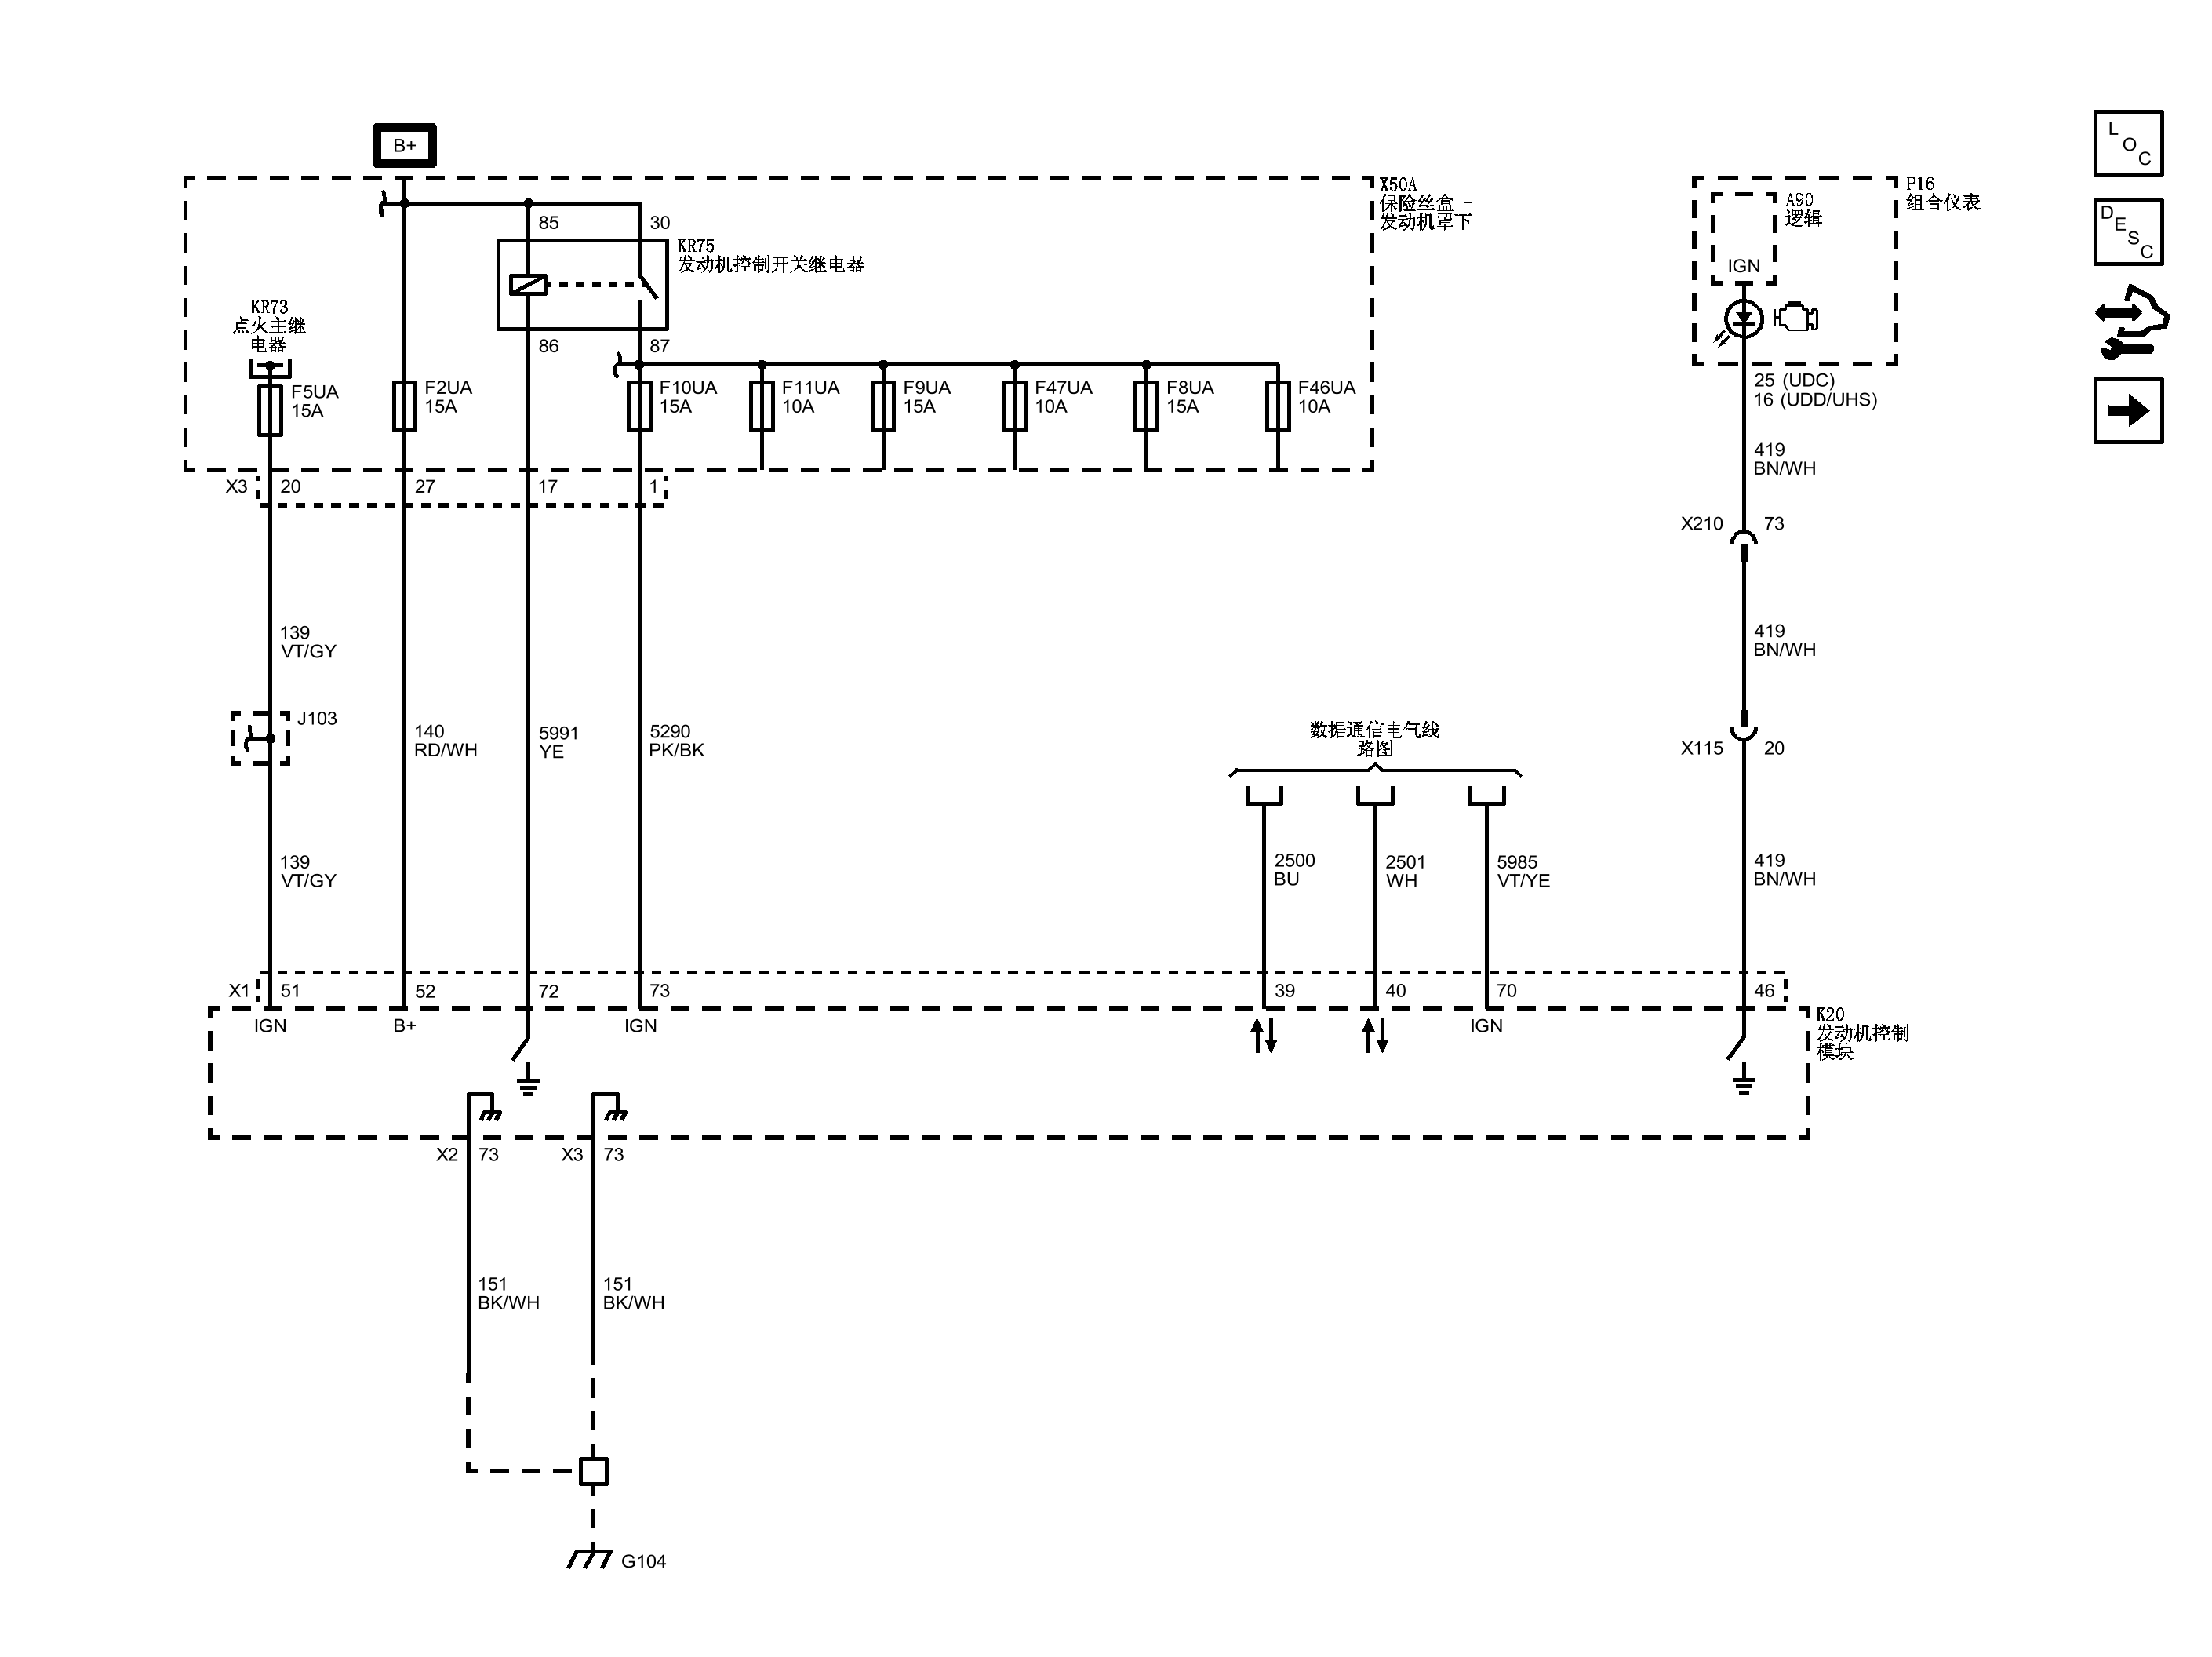 B+
X50A
保险丝盒 -
发动机罩下
85
30
KR75
发动机控制开关继电器
86
87
KR73
点火主继
电器
F5UA
15A
F2UA
15A
F10UA
15A
F11UA
10A
F9UA
15A
F47UA
10A
F8UA
15A
F46UA
10A
X3
20
27
17
1
P16
组合仪表
A90
逻辑
IGN
25 (UDC)
16 (UDD/UHS)
419
BN/WH
X210
73
419
BN/WH
X115
20
419
BN/WH
L
O
C
D
E
S
C
139
VT/GY
J103
139
VT/GY
140
RD/WH
5991
YE
5290
PK/BK
数据通信电气线
路图
2500
BU
2501
WH
5985
VT/YE
X1
51
52
72
73
39
40
70
46
IGN
B+
IGN
IGN
K20
发动机控制
模块
X2
73
X3
73
151
BK/WH
151
BK/WH
G104